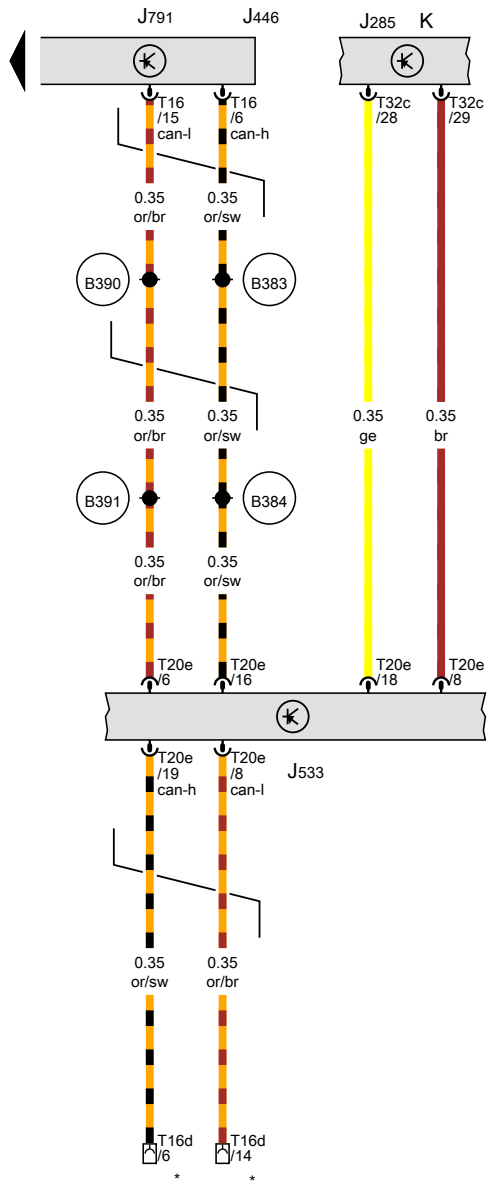 J791 J446 J285 K
T16 T16 T32c T32c
/15 /6 /28 /29
can-l can-h
0.35 0.35
or/br or/sw
B390 B383
0.35 0.35 0.35 0.35
or/br or/sw ge br
B391 B384
0.35 0.35
or/br or/sw
T20e T20e T20e T20e
/6 /16 /18 /8
J533
T20e T20e
/19 /8
can-h can-l
0.35 0.35
or/sw or/br
T16d T16d
/6 /14
* *